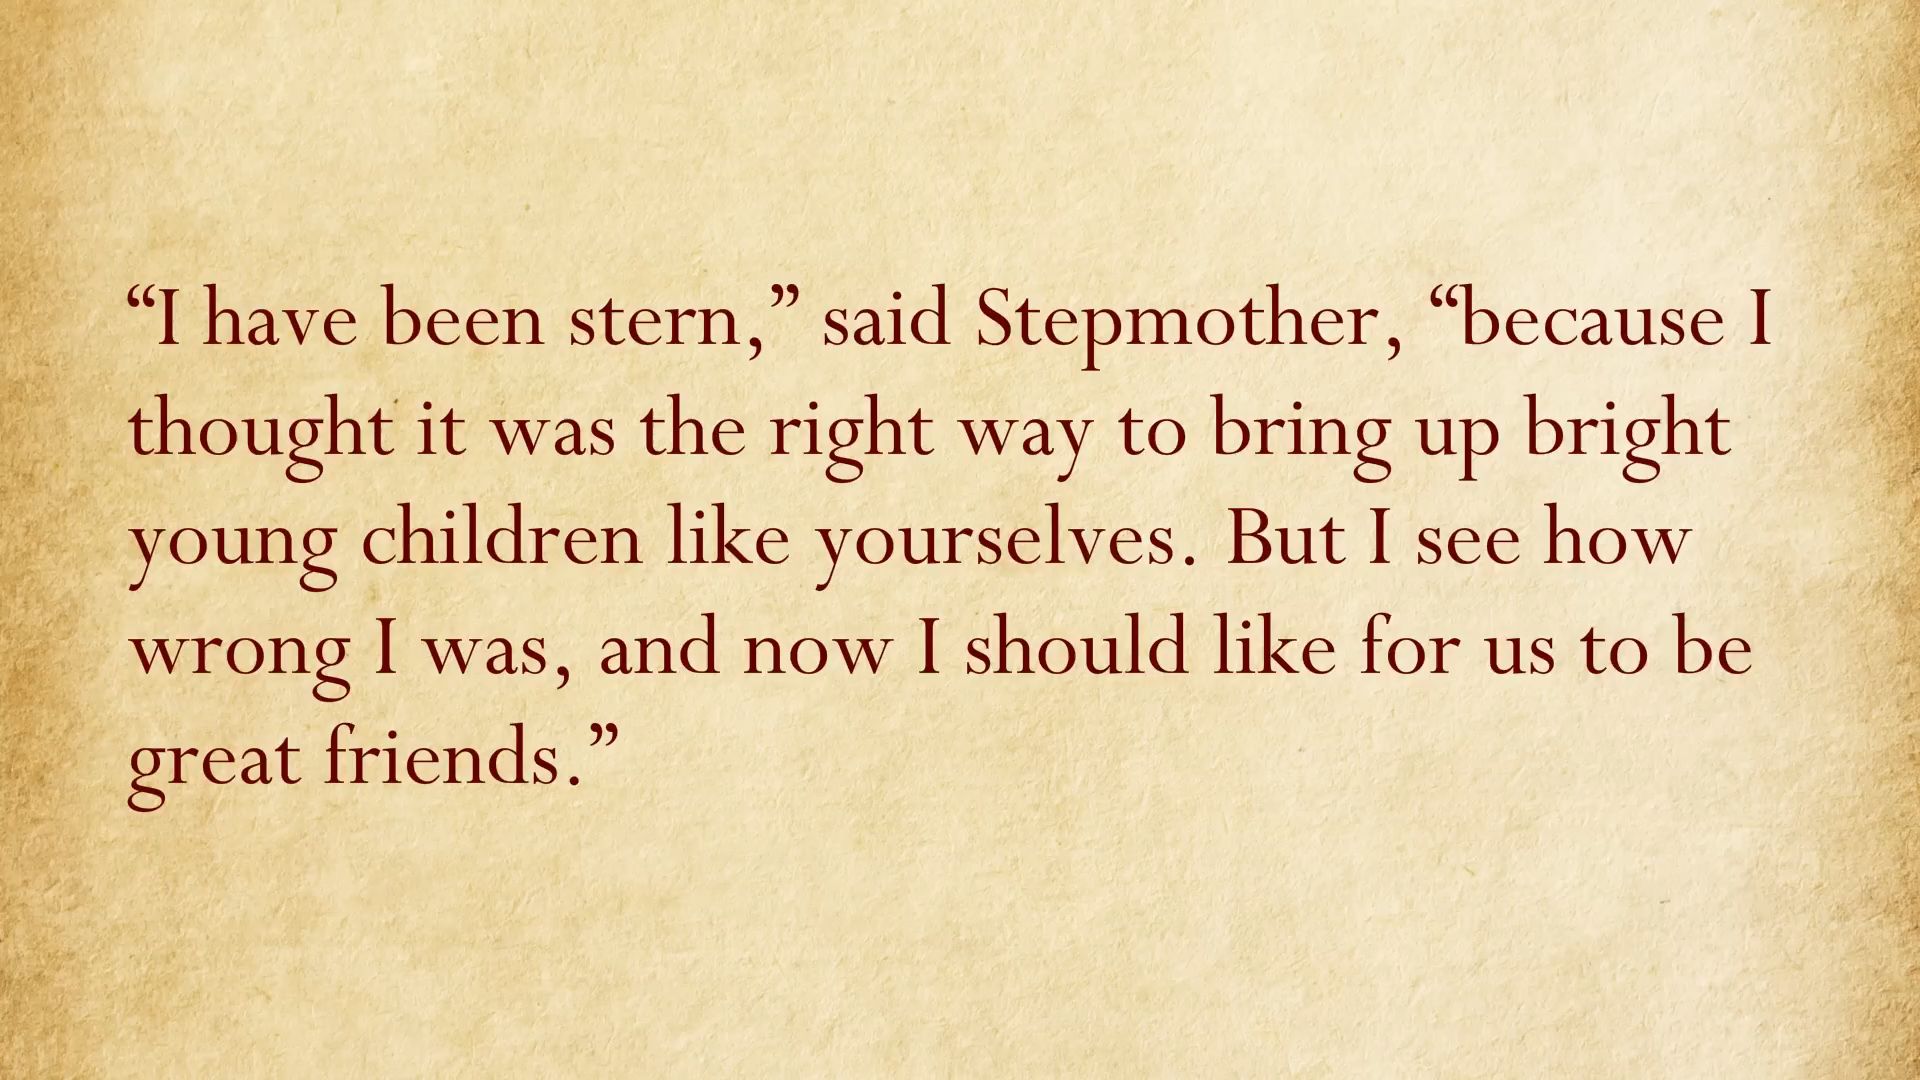 “I have been stern,” said Stepmother, “because I
thought it was the right way to bring up bright
young children like yourselves. But I see how
wrong I was, and now I should like for us to be
great friends.”